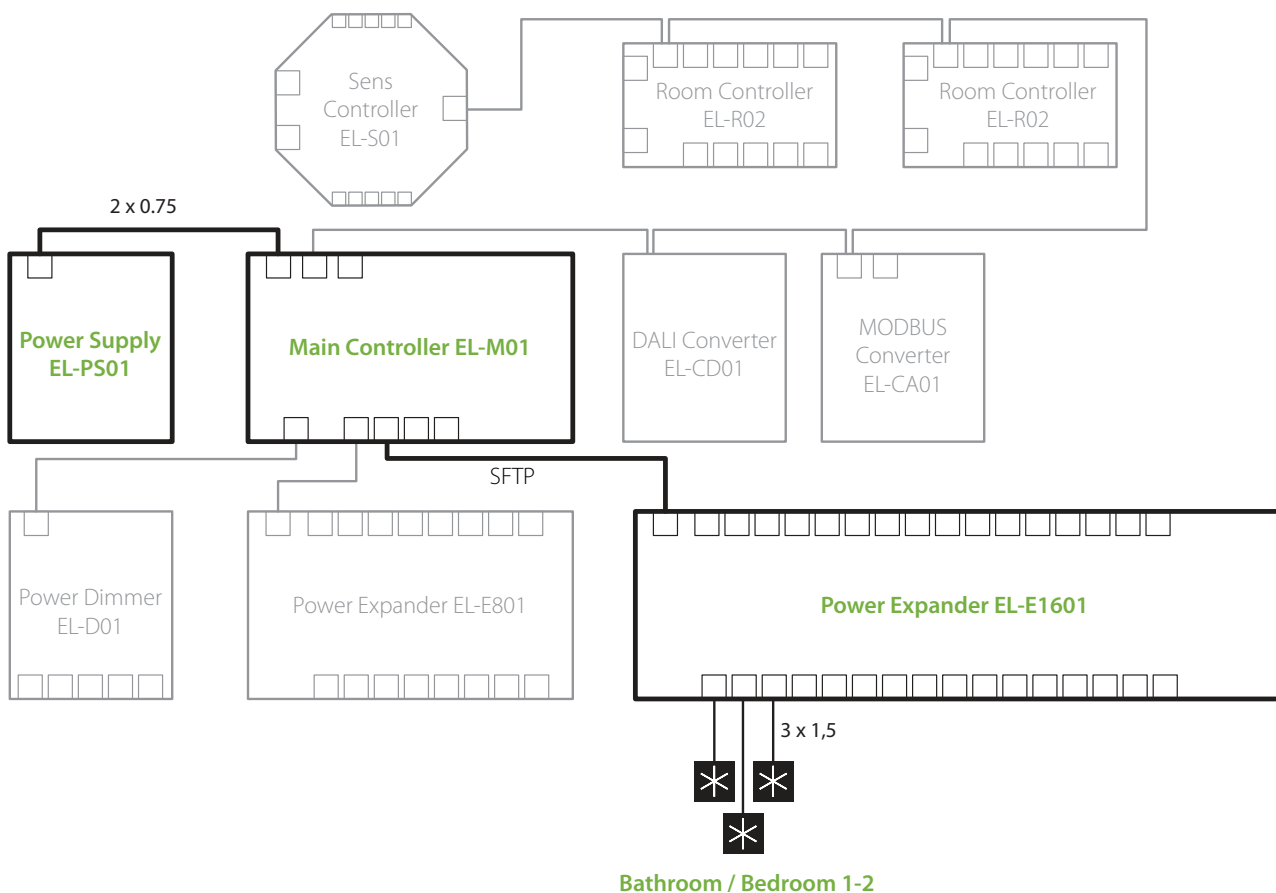 Sens
Controller
EL-S01
Room Controller
EL-R02
Room Controller
EL-R02
2 x 0.75
Power Supply
EL-PS01
Main Controller EL-M01
DALI Converter
EL-CD01
MODBUS
Converter
EL-CA01
SFTP
Power Dimmer
EL-D01
Power Expander EL-E801
Power Expander EL-E1601
3 x 1,5
Bathroom / Bedroom 1-2